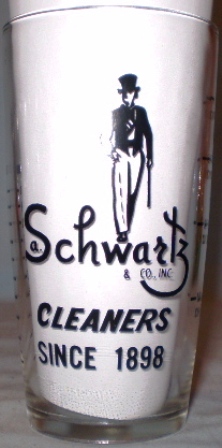 a. Schwartz
& CO., INC.
CLEANERS
SINCE 1898